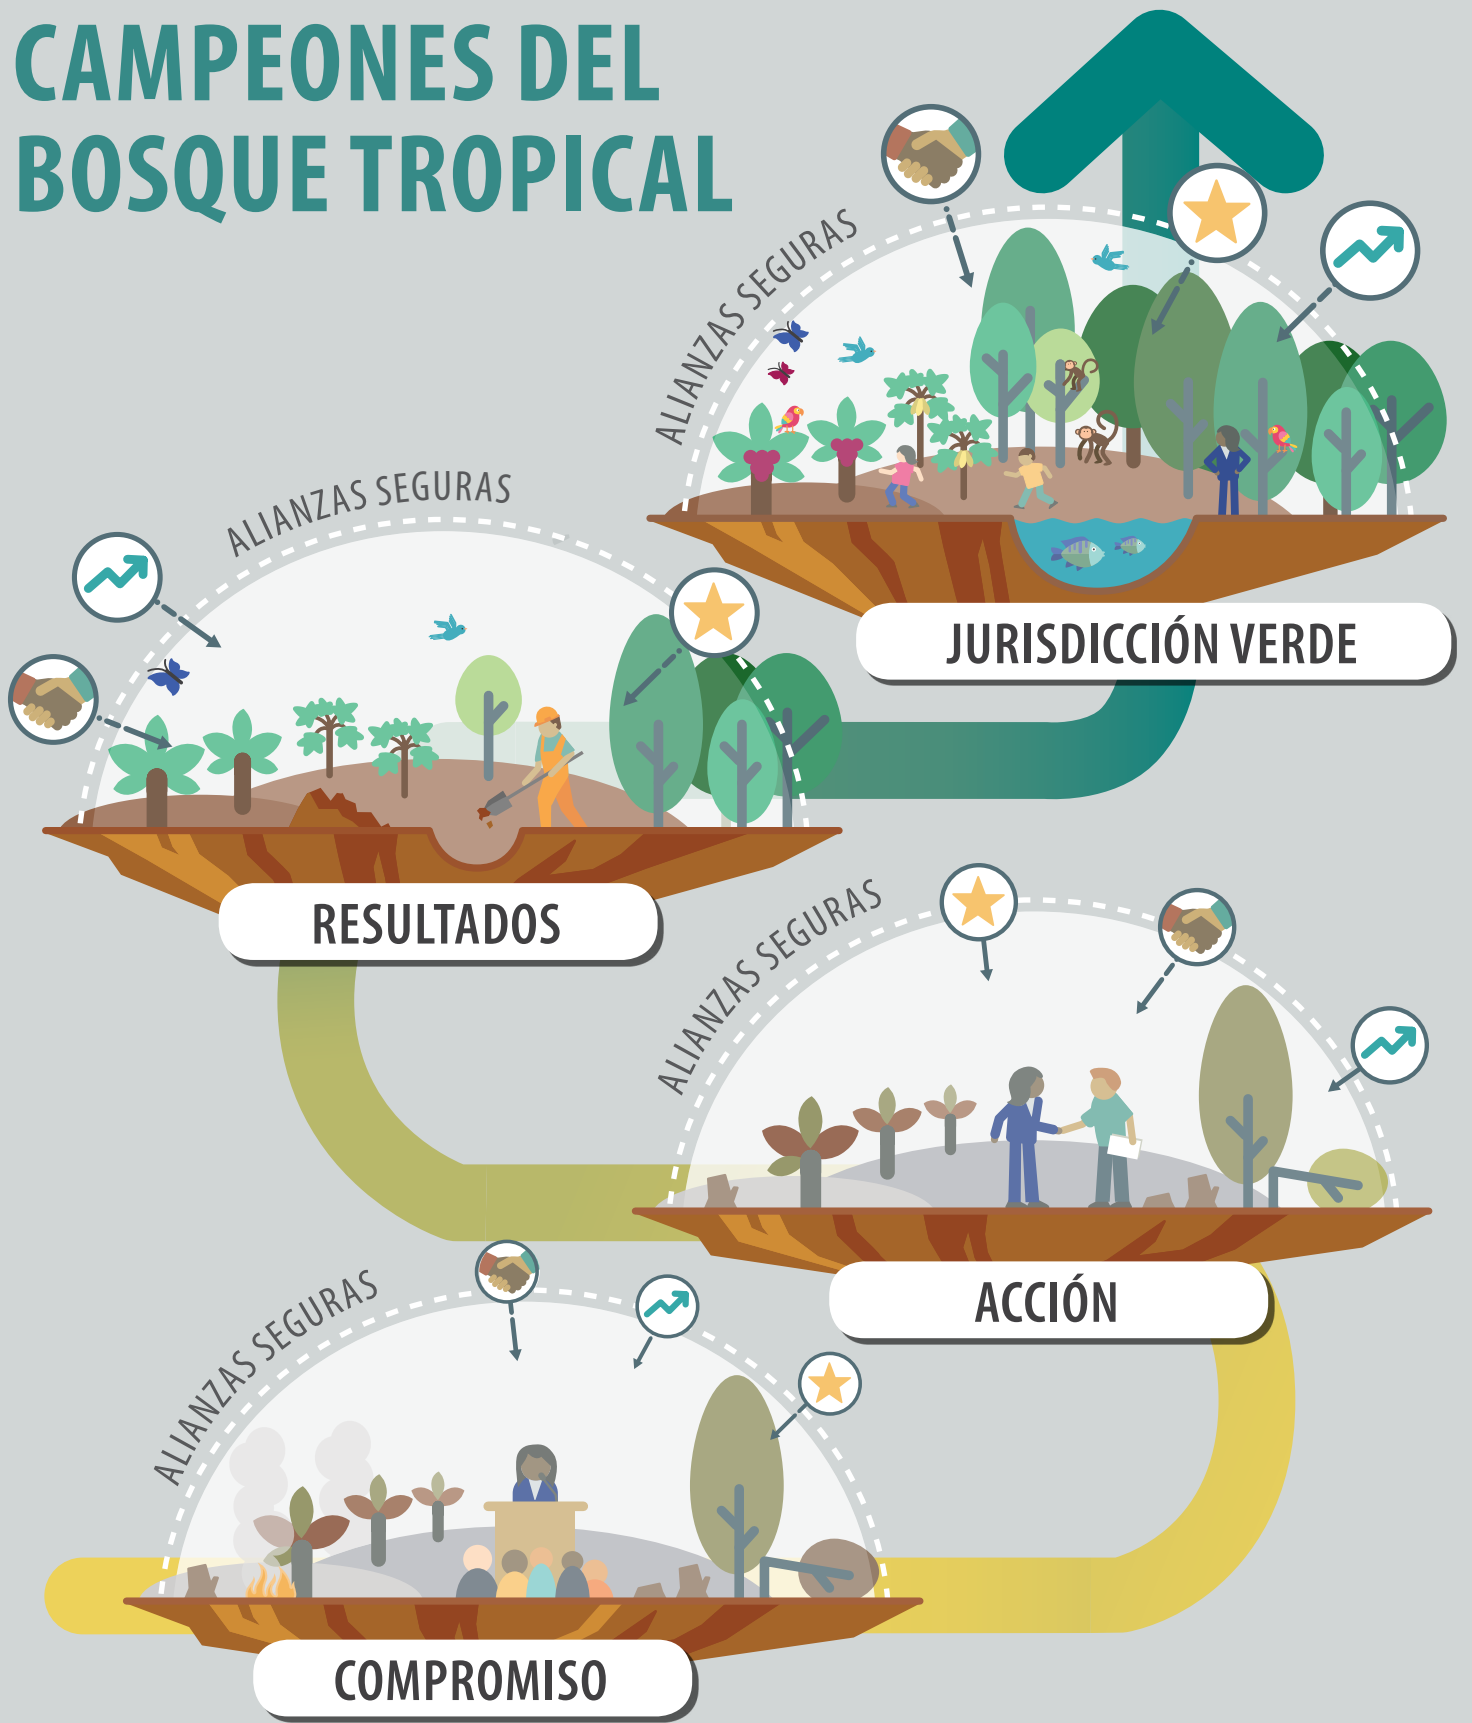 CAMPEONES DEL
BOSQUE TROPICAL
ALIANZAS SEGURAS
JURISDICCIÓN VERDE
ALIANZAS SEGURAS
RESULTADOS
ALIANZAS SEGURAS
ACCIÓN
ALIANZAS SEGURAS
COMPROMISO